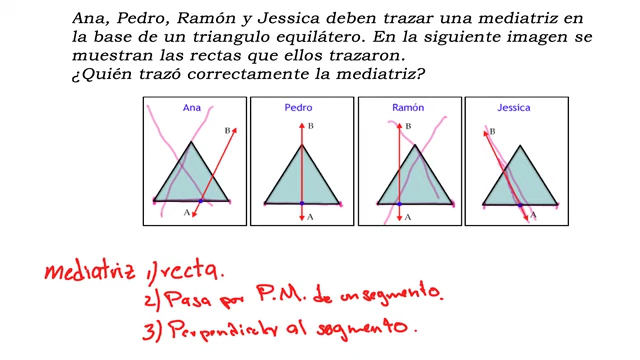 Ana, Pedro, Ramón y Jessica deben trazar una mediatriz en
la base de un triangulo equilátero. En la siguiente imagen se
muestran las rectas que ellos trazaron.
¿Quién trazó correctamente la mediatriz?
Ana Pedro Ramón Jessica
B B B B
A A A A
mediatriz 1) recta.
2) Pasa por P.M. de un segmento.
3) Perpendicular al segmento.